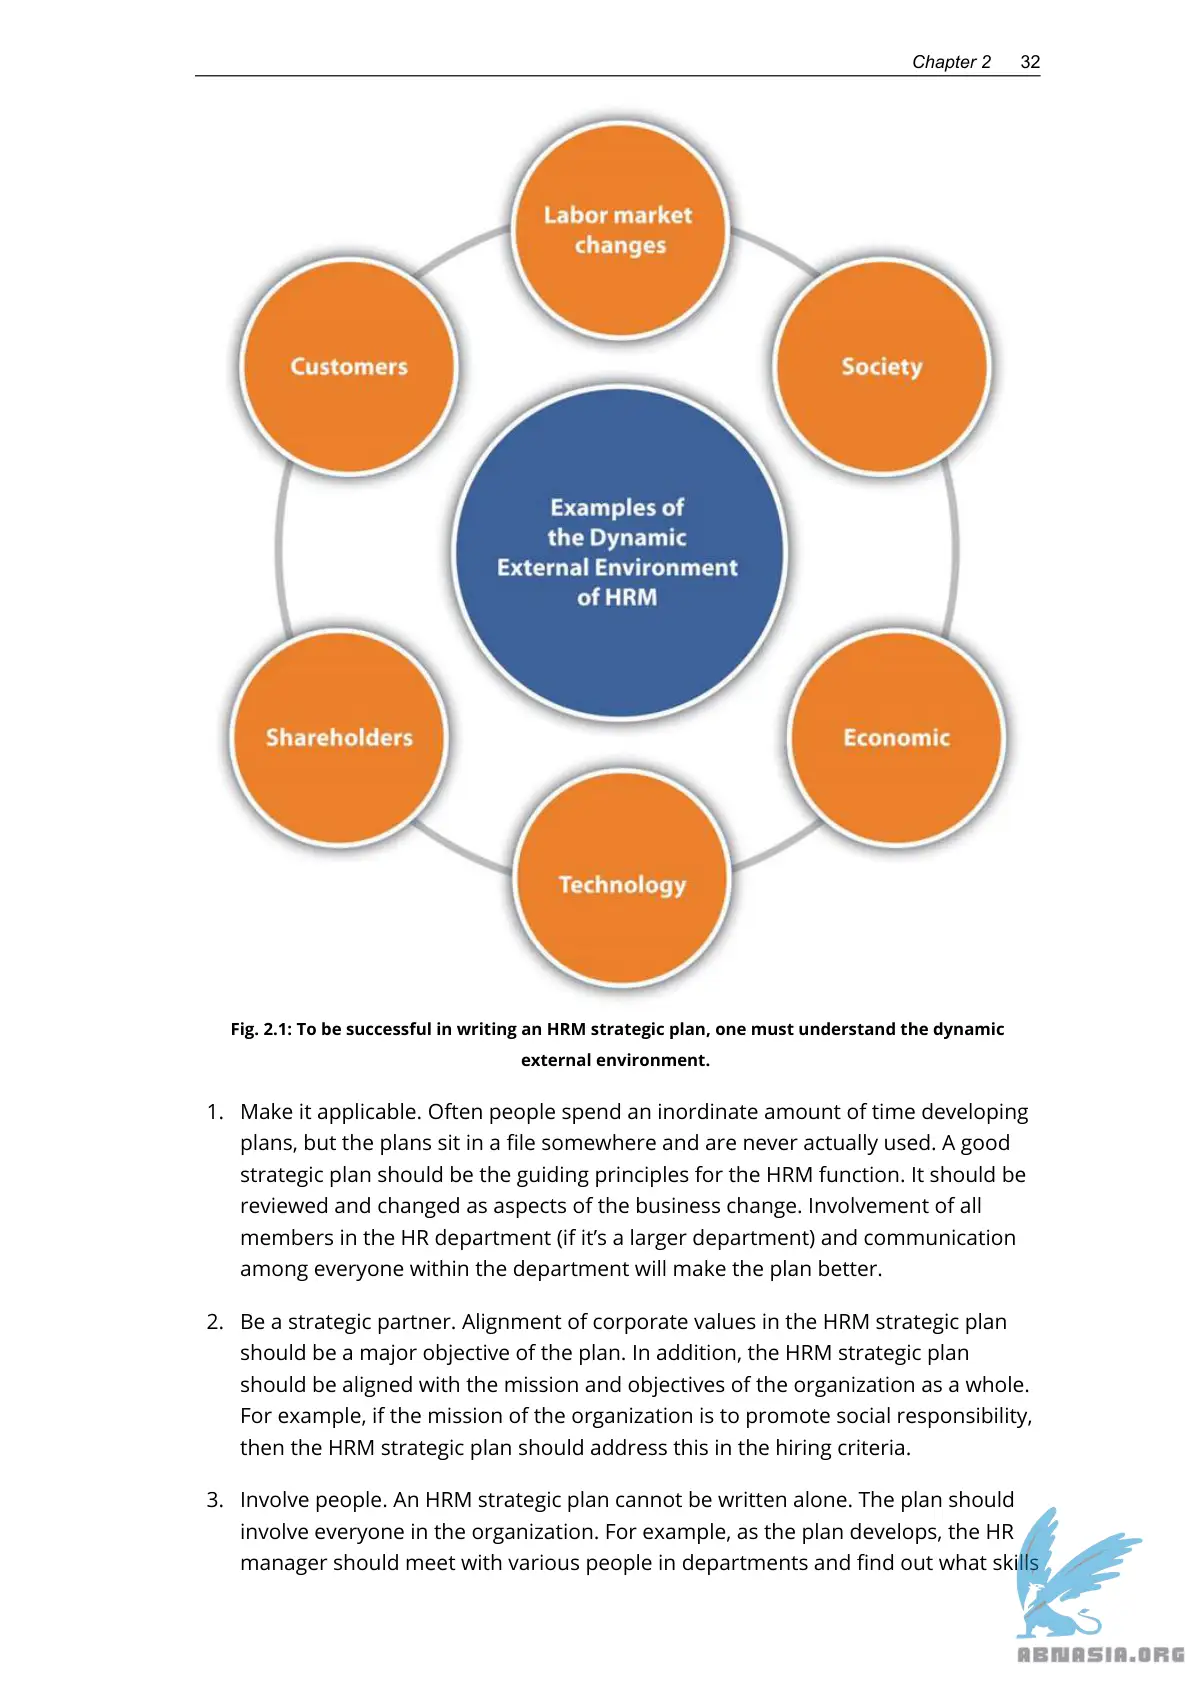 Chapter 2 32
Labor market
changes
Customers
Society
Examples of
the Dynamic
External Environment
of HRM
Shareholders
Economic
Technology
Fig. 2.1: To be successful in writing an HRM strategic plan, one must understand the dynamic
external environment.
1. Make it applicable. Often people spend an inordinate amount of time developing
plans, but the plans sit in a file somewhere and are never actually used. A good
strategic plan should be the guiding principles for the HRM function. It should be
reviewed and changed as aspects of the business change. Involvement of all
members in the HR department (if it’s a larger department) and communication
among everyone within the department will make the plan better.
2. Be a strategic partner. Alignment of corporate values in the HRM strategic plan
should be a major objective of the plan. In addition, the HRM strategic plan
should be aligned with the mission and objectives of the organization as a whole.
For example, if the mission of the organization is to promote social responsibility,
then the HRM strategic plan should address this in the hiring criteria.
3. Involve people. An HRM strategic plan cannot be written alone. The plan should
involve everyone in the organization. For example, as the plan develops, the HR
manager should meet with various people in departments and find out what skills
ABNASIA.ORG